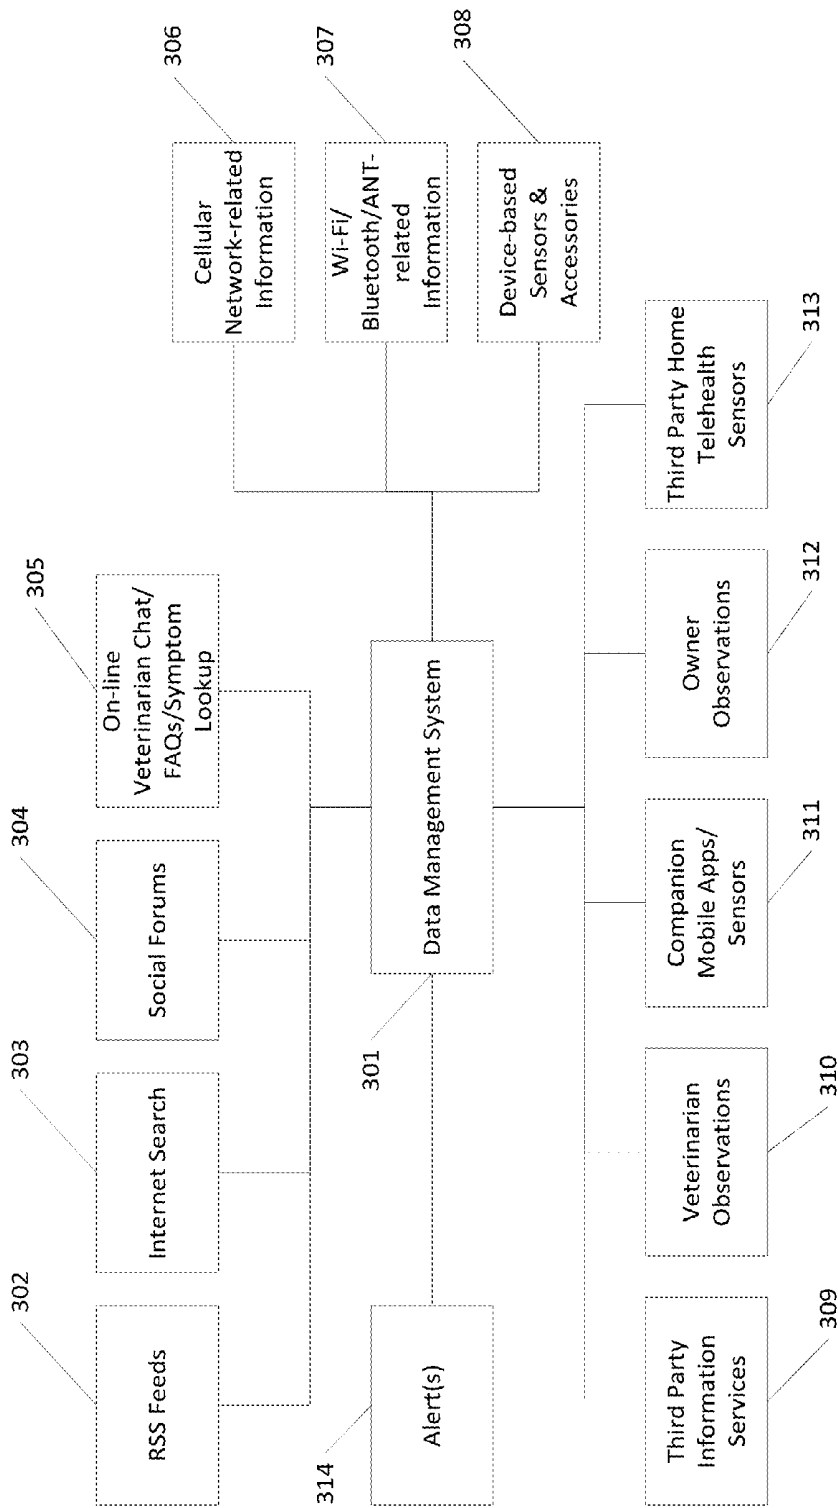 302
RSS Feeds
303
Internet Search
304
Social Forums
305
On-line
Veterinarian Chat/
FAQs/Symptom
Lookup
314
Alert(s)
301
Data Management System
306
Cellular
Network-related
Information
307
Wi-Fi/
Bluetooth/ANT-
related
Information
308
Device-based
Sensors &
Accessories
Third Party
Information
Services
309
Veterinarian
Observations
310
Companion
Mobile Apps/
Sensors
311
Owner
Observations
312
Third Party Home
Telehealth
Sensors
313